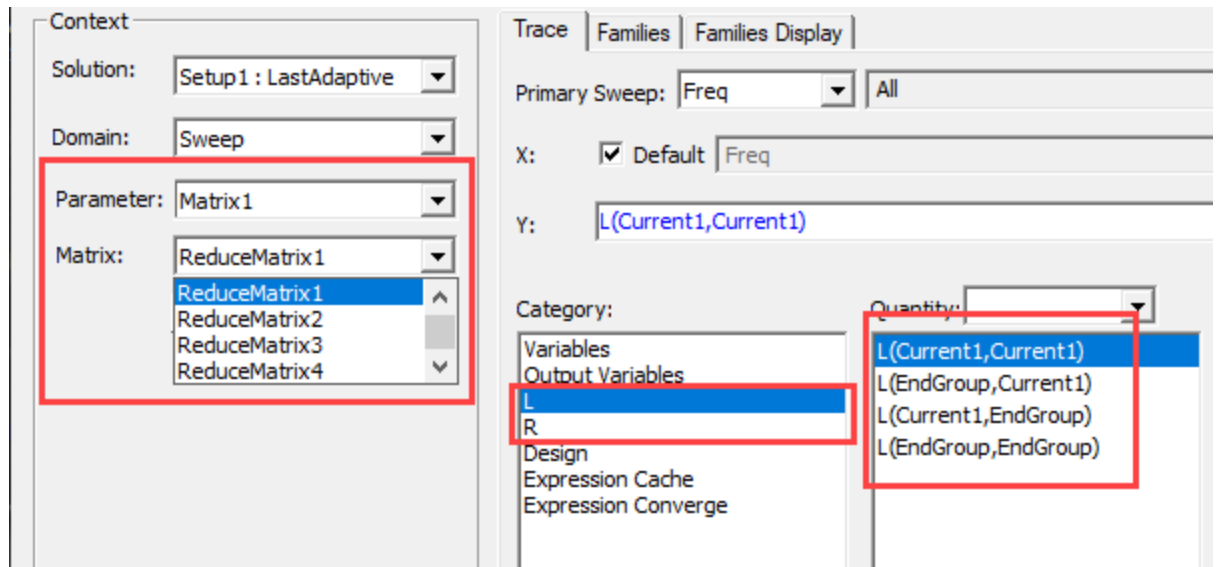 Context
Solution: Setup1 : LastAdaptive
Domain: Sweep
Parameter: Matrix1
Matrix: ReduceMatrix1
ReduceMatrix1
ReduceMatrix2
ReduceMatrix3
ReduceMatrix4
Trace Families Families Display
Primary Sweep: Freq All
X: Default Freq
Y: L(Current1,Current1)
Category:
Variables
Output Variables
L
R
Design
Expression Cache
Expression Converge
Quantity:
L(Current1,Current1)
L(EndGroup,Current1)
L(Current1,EndGroup)
L(EndGroup,EndGroup)